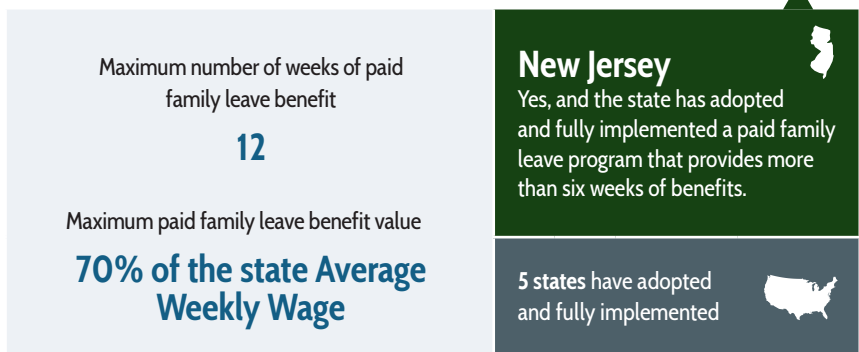 Maximum number of weeks of paid
family leave benefit
12
Maximum paid family leave benefit value
70% of the state Average
Weekly Wage
New Jersey
Yes, and the state has adopted
and fully implemented a paid family
leave program that provides more
than six weeks of benefits.
5 states have adopted
and fully implemented